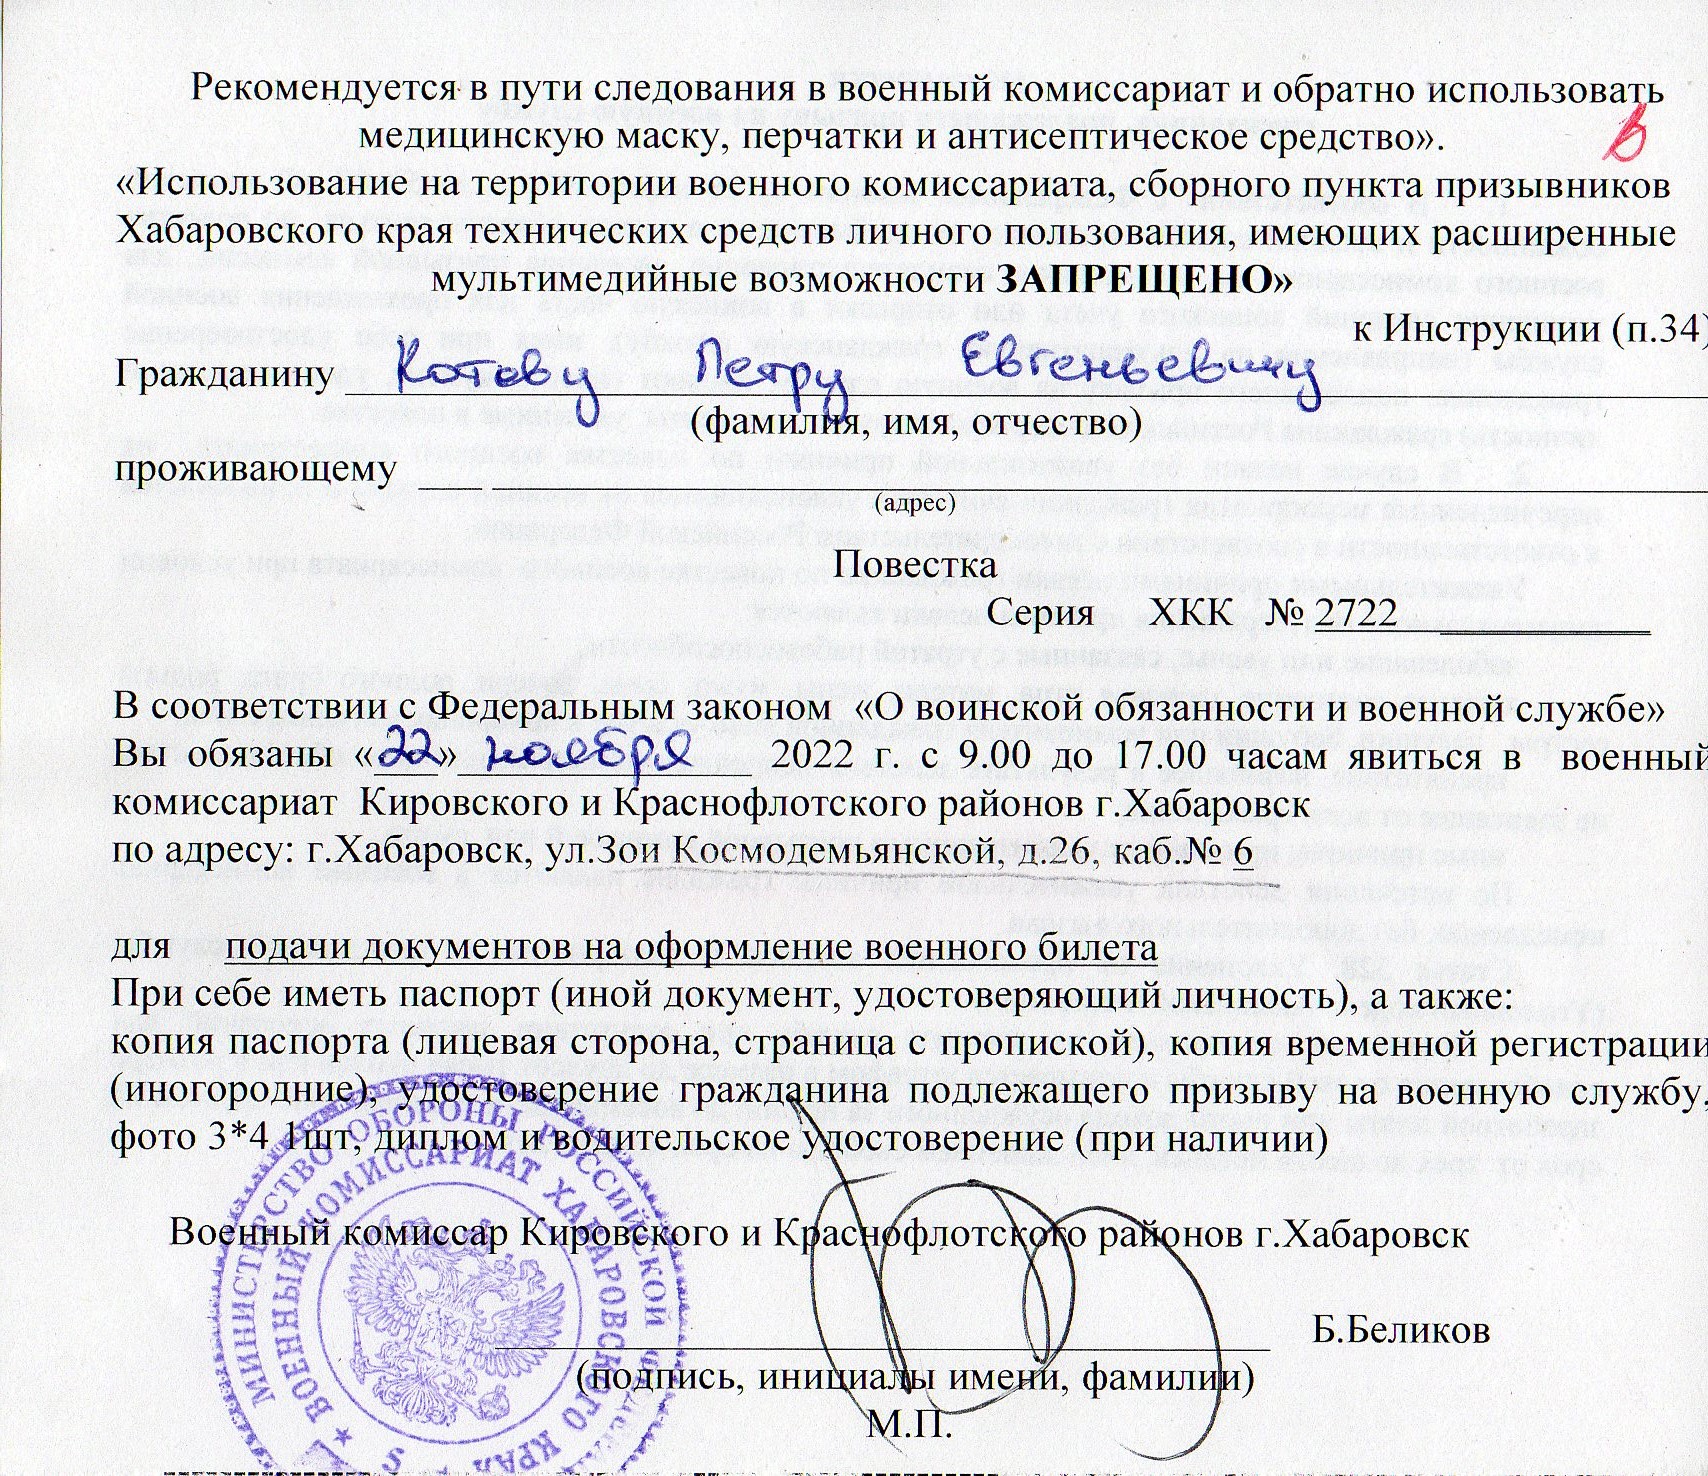 Рекомендуется в пути следования в военный комиссариат и обратно использовать
медицинскую маску, перчатки и антисептическое средство».
В
«Использование на территории военного комиссариата, сборного пункта призывников
Хабаровского края технических средств личного пользования, имеющих расширенные
мультимедийные возможности ЗАПРЕЩЕНО»
к Инструкции (п.34)
Гражданину Котову Петру Евгеньевичу
(фамилия, имя, отчество)
проживающему
(адрес)
Повестка
Серия ХКК № 2722
В соответствии с Федеральным законом «О воинской обязанности и военной службе»
Вы обязаны «22» ноября 2022 г. с 9.00 до 17.00 часам явиться в военный
комиссариат Кировского и Краснофлотского районов г.Хабаровск
по адресу: г.Хабаровск, ул.Зои Космодемьянской, д.26, каб.№ 6
для подачи документов на оформление военного билета
При себе иметь паспорт (иной документ, удостоверяющий личность), а также:
копия паспорта (лицевая сторона, страница с пропиской), копия временной регистрации
(иногородние), удостоверение гражданина подлежащего призыву на военную службу,
фото 3*4 1шт, диплом и водительское удостоверение (при наличии)
Военный комиссар Кировского и Краснофлотского районов г.Хабаровск
Б.Беликов
(подпись, инициалы имени, фамилии)
М.П.
МИНИСТЕРСТВО ОБОРОНЫ РОССИЙСКОЙ
ВОЕННЫЙ КОМИССАРИАТ ХАБАРОВСКОГО КРАЯ